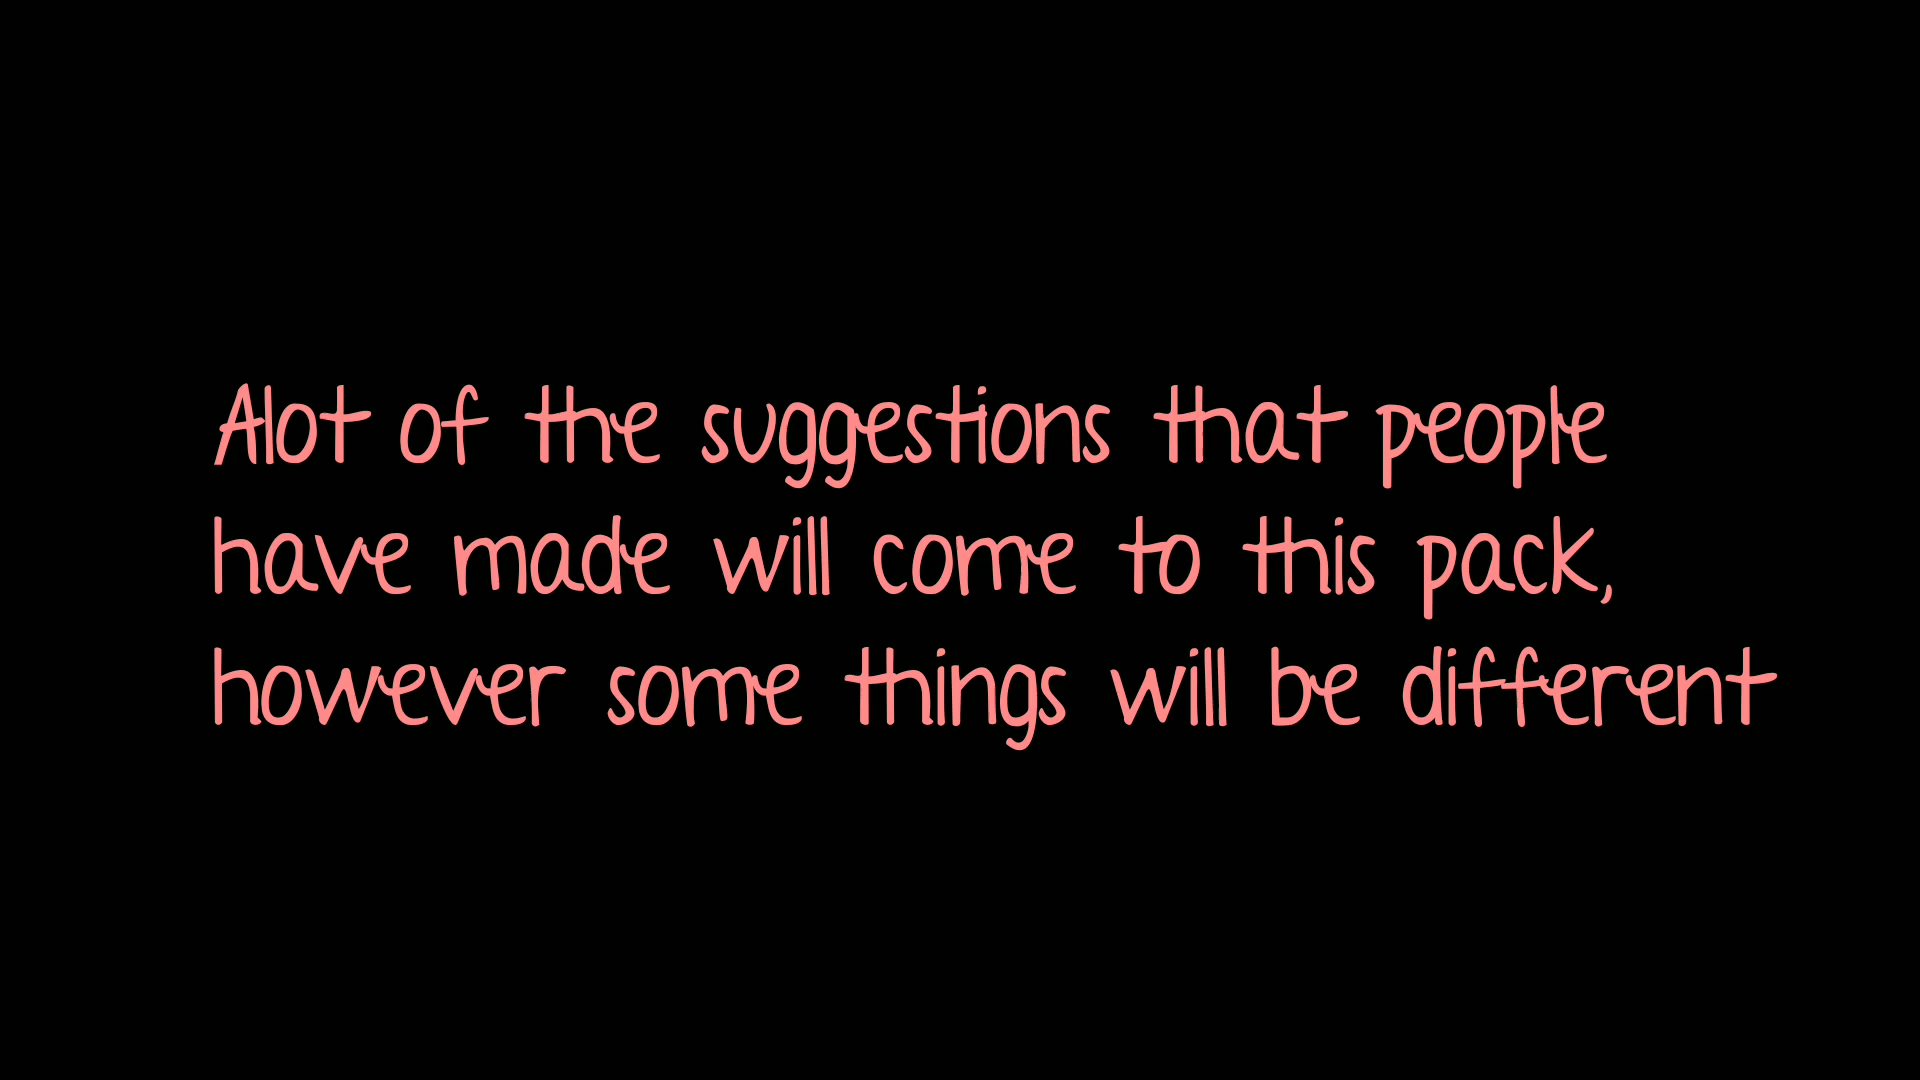 Alot of the suggestions that people
have made will come to this pack,
however some things will be different